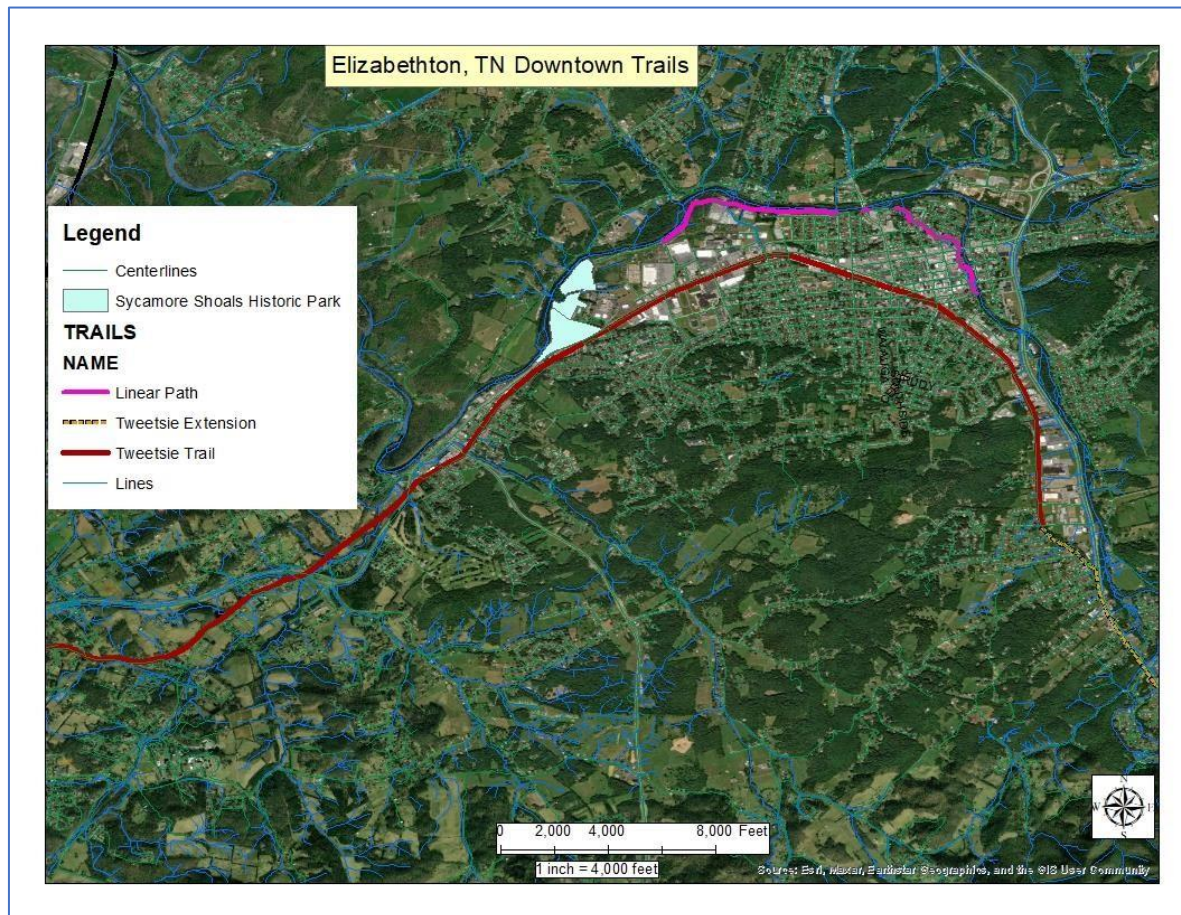 Elizabethton, TN Downtown Trails
Legend
Centerlines
Sycamore Shoals Historic Park
TRAILS
NAME
Linear Path
Tweetsie Extension
Tweetsie Trail
Lines
N
W E
S
0 2,000 4,000 8,000 Feet
1 inch = 4,000 feet
Source: Esri, Maxar, Earthstar Geographics, and the GIS User Community